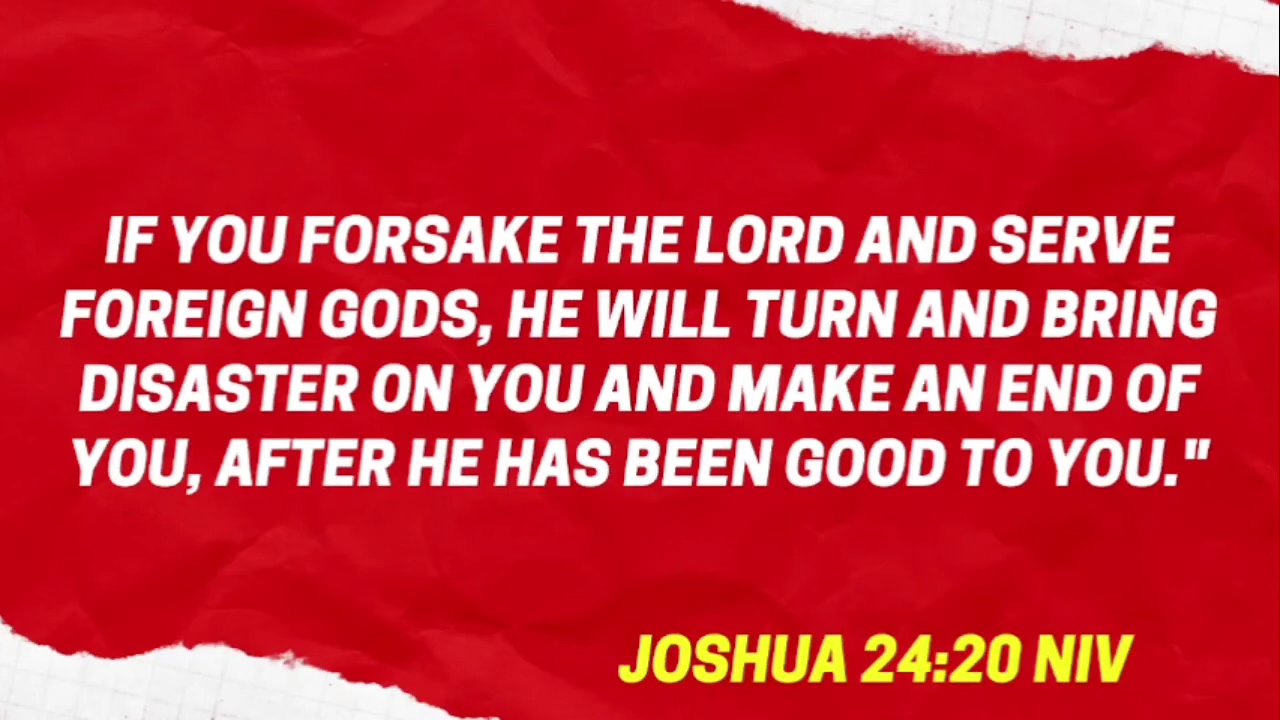 IF YOU FORSAKE THE LORD AND SERVE
FOREIGN GODS, HE WILL TURN AND BRING
DISASTER ON YOU AND MAKE AN END OF
YOU, AFTER HE HAS BEEN GOOD TO YOU."
JOSHUA 24:20 NIV